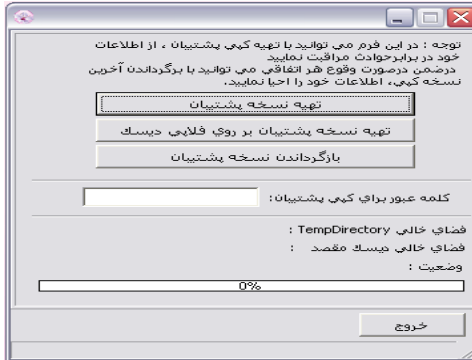 توجه : در اين فرم مي توانيد با تهيه كپي پشتيبان ، از اطلاعات
خود در برابرحوادث مراقبت نماييد
درضمن درصورت وقوع هر اتفاقي مي توانيد با برگرداندن آخرين
نسخه كپي، اطلاعات خود را احيا نماييد.
تهيه نسخه پشتيبان
تهيه نسخه پشتيبان بر روي فلاپي ديسك
بازگرداندن نسخه پشتيبان
كلمه عبور براي كپي پشتيبان:
فضاي خالي TempDirectory :
فضاي خالي ديسك مقصد :
وضعيت :
0%
خروج